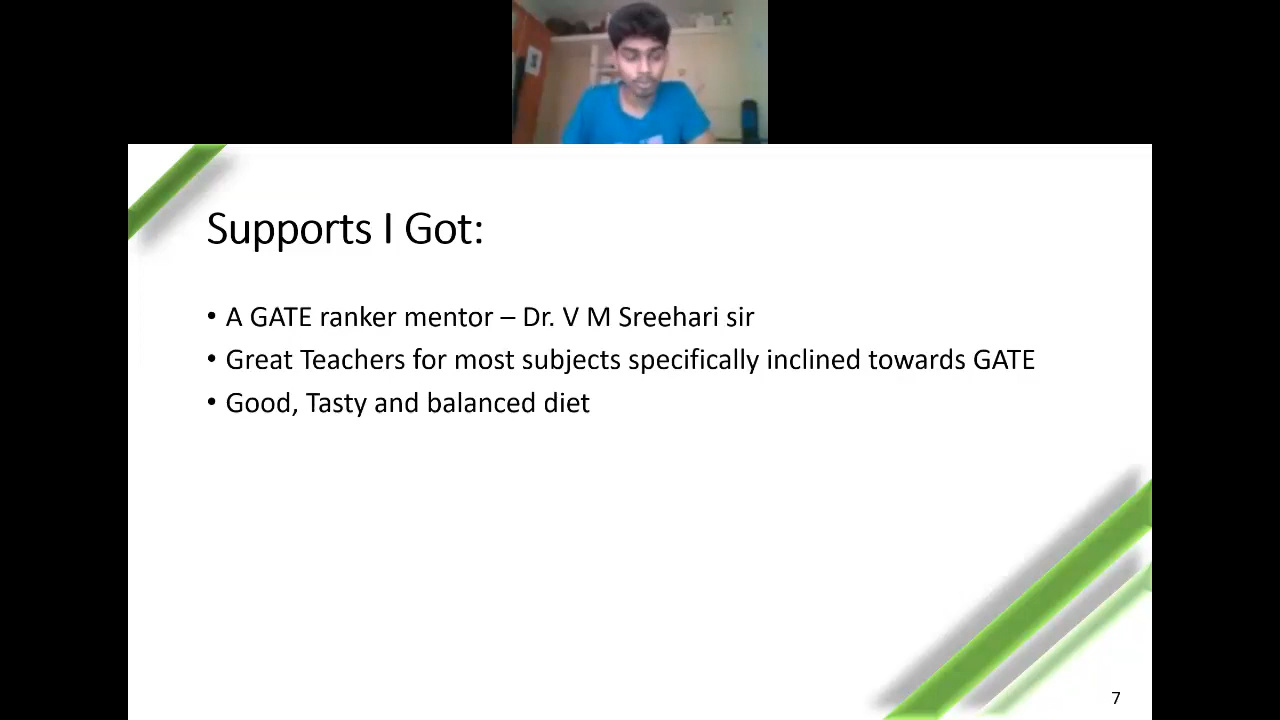 Supports I Got:
• A GATE ranker mentor – Dr. V M Sreehari sir
• Great Teachers for most subjects specifically inclined towards GATE
• Good, Tasty and balanced diet
7